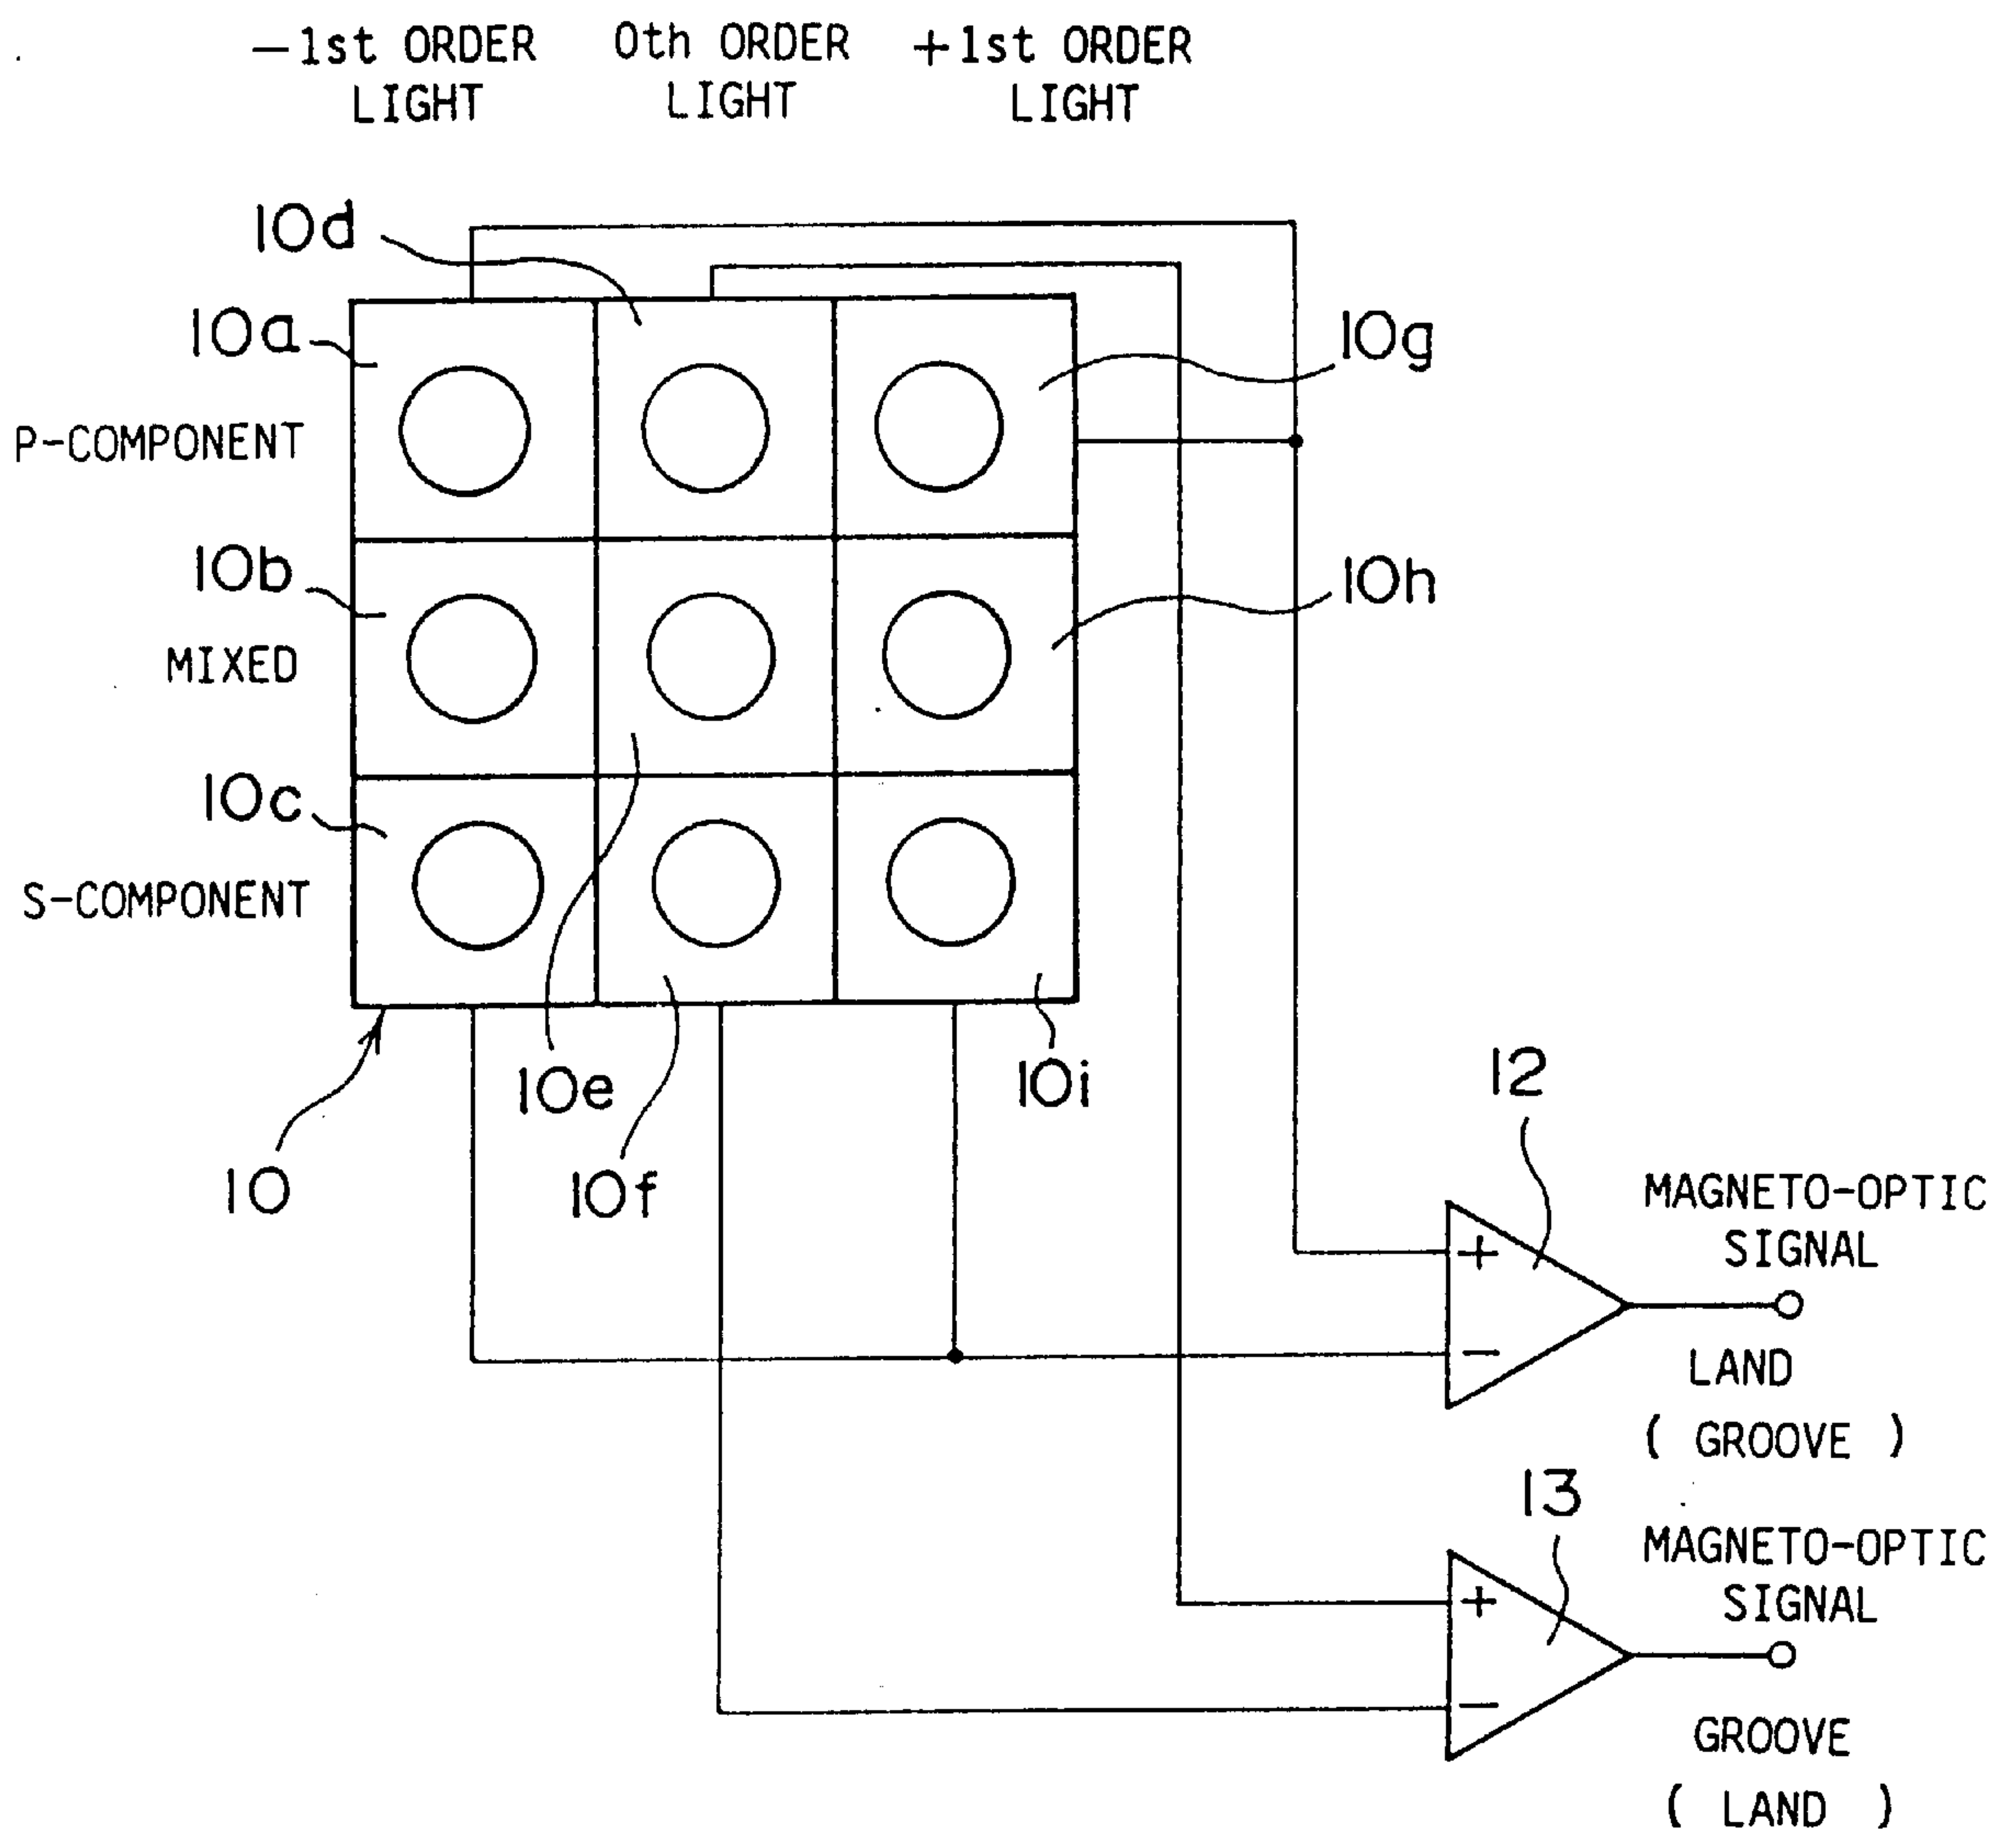 −1st ORDER LIGHT
0th ORDER LIGHT
+1st ORDER LIGHT
10d
10a
10g
P-COMPONENT
10b
10h
MIXED
10c
S-COMPONENT
10e
10i
10
10f
12
MAGNETO-OPTIC
SIGNAL
+
−
LAND
( GROOVE )
13
MAGNETO-OPTIC
SIGNAL
+
−
GROOVE
( LAND )